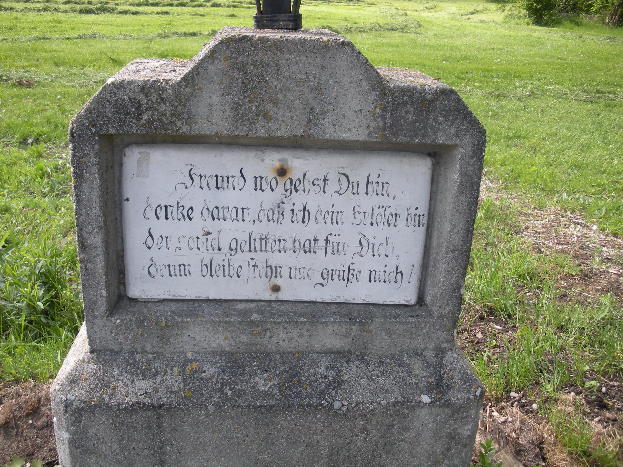 Freund wo gehst Du hin,
denke daran, daß ich dein Erlöser bin
der soviel gelitten hat für Dich,
drum bleibe stehn und grüße mich!